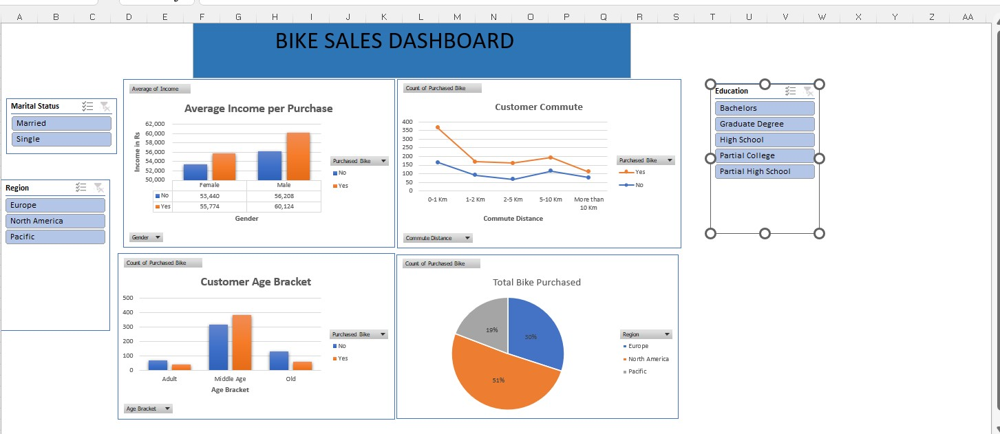 A B C D E F G H I J K L M N O P Q R S T U V W X Y Z AA
BIKE SALES DASHBOARD
Marital Status
Married
Single
Region
Europe
North America
Pacific
Average of Income
Average Income per Purchase
Income in Rs
62,000
60,000
58,000
56,000
54,000
52,000
50,000
Female Male
No 53,440 56,208
Yes 55,774 60,124
Gender
Purchased Bike
No
Yes
Gender
Count of Purchased Bike
Customer Commute
400
350
300
250
200
150
100
50
0
0-1 Km 1-2 Km 2-5 Km 5-10 Km More than
10 Km
Commute Distance
Purchased Bike
Yes
No
Commute Distance
Education
Bachelors
Graduate Degree
High School
Partial College
Partial High School
Count of Purchased Bike
Customer Age Bracket
500
400
300
200
100
0
Adult Middle Age Old
Age Bracket
Purchased Bike
No
Yes
Age Bracket
Count of Purchased Bike
Total Bike Purchased
19%
30%
51%
Region
Europe
North America
Pacific